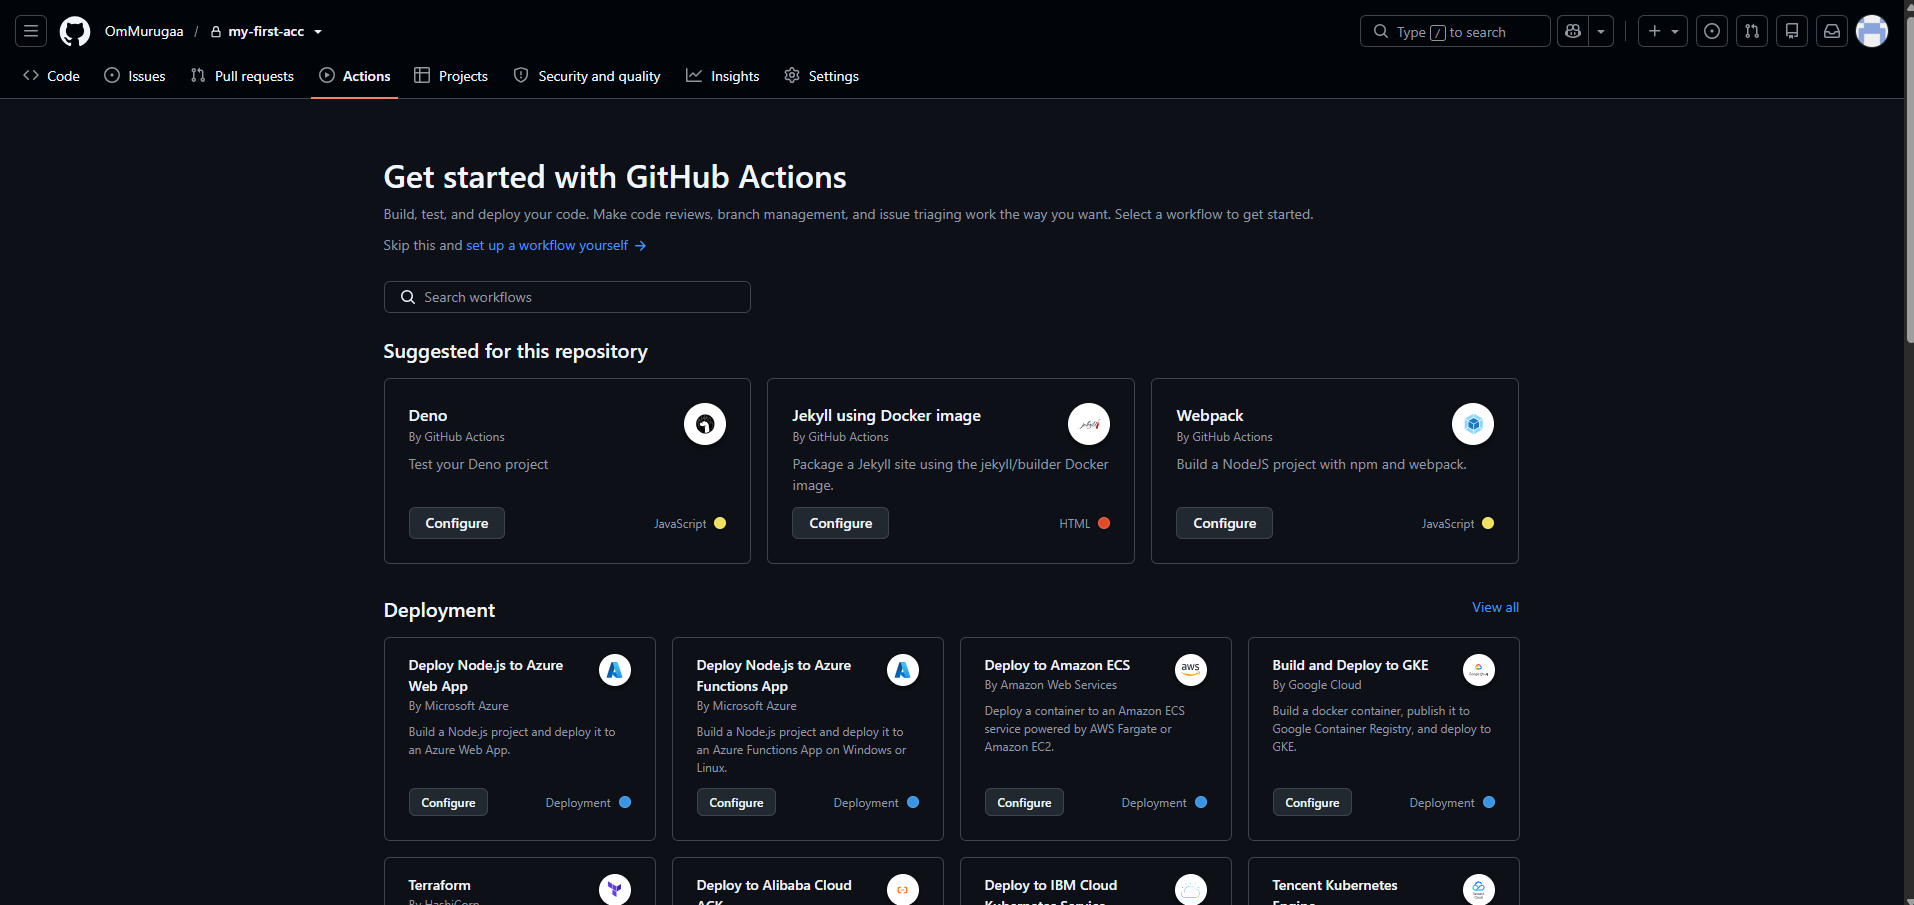 OmMurugaa / my-first-acc
Type / to search
Code Issues Pull requests Actions Projects Security and quality Insights Settings
Get started with GitHub Actions
Build, test, and deploy your code. Make code reviews, branch management, and issue triaging work the way you want. Select a workflow to get started.
Skip this and set up a workflow yourself →
Search workflows
Suggested for this repository
Deno
By GitHub Actions
Test your Deno project
Configure
JavaScript
Jekyll using Docker image
By GitHub Actions
Package a Jekyll site using the jekyll/builder Docker
image.
Configure
HTML
jekyll
Webpack
By GitHub Actions
Build a NodeJS project with npm and webpack.
Configure
JavaScript
Deployment
View all
Deploy Node.js to Azure
Web App
By Microsoft Azure
Build a Node.js project and deploy it to
an Azure Web App.
Configure
Deployment
Deploy Node.js to Azure
Functions App
By Microsoft Azure
Build a Node.js project and deploy it to
an Azure Functions App on Windows or
Linux.
Configure
Deployment
Deploy to Amazon ECS
By Amazon Web Services
aws
Deploy a container to an Amazon ECS
service powered by AWS Fargate or
Amazon EC2.
Configure
Deployment
Build and Deploy to GKE
By Google Cloud
Build a docker container, publish it to
Google Container Registry, and deploy to
GKE.
Configure
Deployment
Terraform
By HashiCorp
Deploy to Alibaba Cloud
ACK
Deploy to IBM Cloud
Kubernetes Service
Tencent Kubernetes
Engine